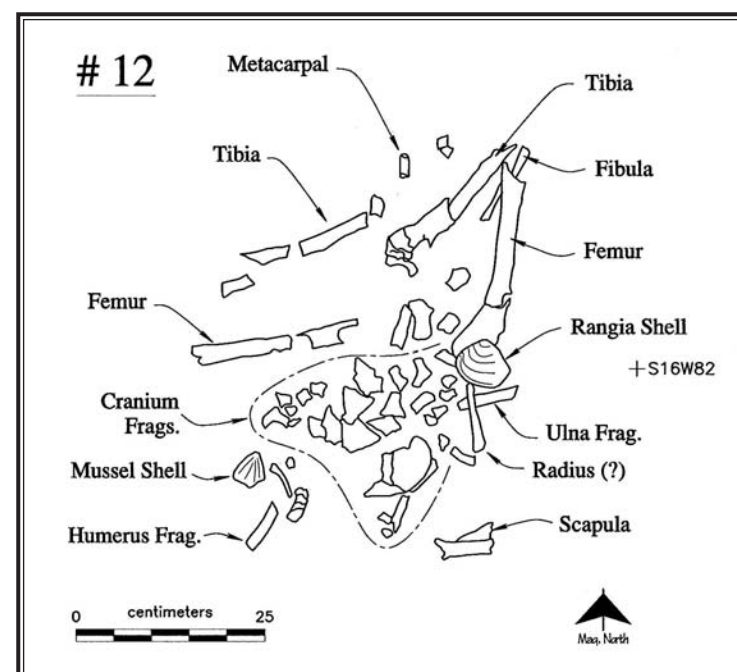 # 12
Metacarpal
Tibia
Tibia
Fibula
Femur
Femur
Rangia Shell
+S16W82
Cranium
Frags.
Ulna Frag.
Mussel Shell
Radius (?)
Humerus Frag.
Scapula
0 centimeters 25
Mag. North